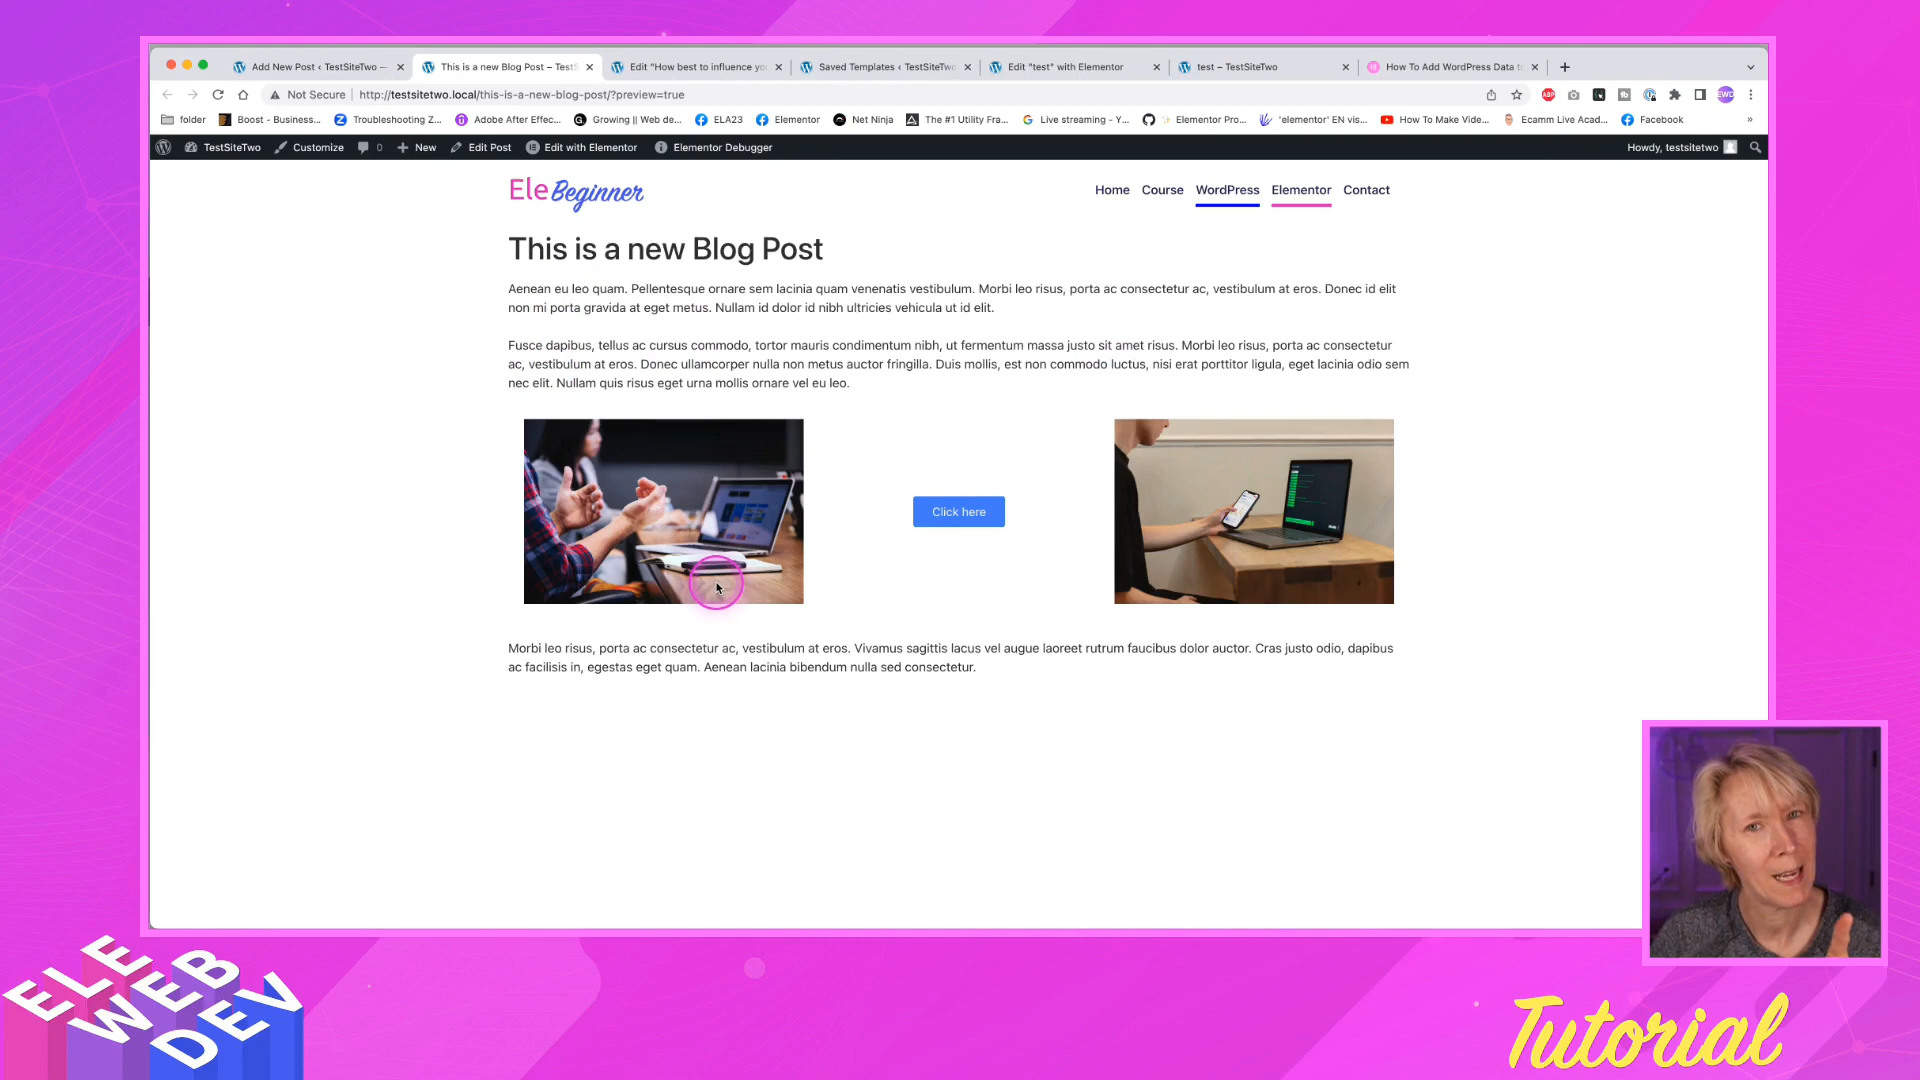 Add New Post ‹ TestSiteTwo —
This is a new Blog Post – TestS
Edit "How best to influence yo
Saved Templates ‹ TestSiteTwo
Edit "test" with Elementor
test – TestSiteTwo
How To Add WordPress Data to
Not Secure
http://testsitetwo.local/this-is-a-new-blog-post/?preview=true
ABP
EWD
folder
Boost - Business...
Troubleshooting Z...
Adobe After Effec...
Growing || Web de...
ELA23
Elementor
Net Ninja
The #1 Utility Fra...
Live streaming - Y...
Elementor Pro...
'elementor' EN vis...
How To Make Vide...
Ecamm Live Acad...
Facebook
»
TestSiteTwo
Customize
0
New
Edit Post
Edit with Elementor
Elementor Debugger
Howdy, testsitetwo
Ele Beginner
Home Course WordPress Elementor Contact
This is a new Blog Post
Aenean eu leo quam. Pellentesque ornare sem lacinia quam venenatis vestibulum. Morbi leo risus, porta ac consectetur ac, vestibulum at eros. Donec id elit
non mi porta gravida at eget metus. Nullam id dolor id nibh ultricies vehicula ut id elit.
Fusce dapibus, tellus ac cursus commodo, tortor mauris condimentum nibh, ut fermentum massa justo sit amet risus. Morbi leo risus, porta ac consectetur
ac, vestibulum at eros. Donec ullamcorper nulla non metus auctor fringilla. Duis mollis, est non commodo luctus, nisi erat porttitor ligula, eget lacinia odio sem
nec elit. Nullam quis risus eget urna mollis ornare vel eu leo.
Click here
Morbi leo risus, porta ac consectetur ac, vestibulum at eros. Vivamus sagittis lacus vel augue laoreet rutrum faucibus dolor auctor. Cras justo odio, dapibus
ac facilisis in, egestas eget quam. Aenean lacinia bibendum nulla sed consectetur.
ELE
WEB
DEV
Tutorial